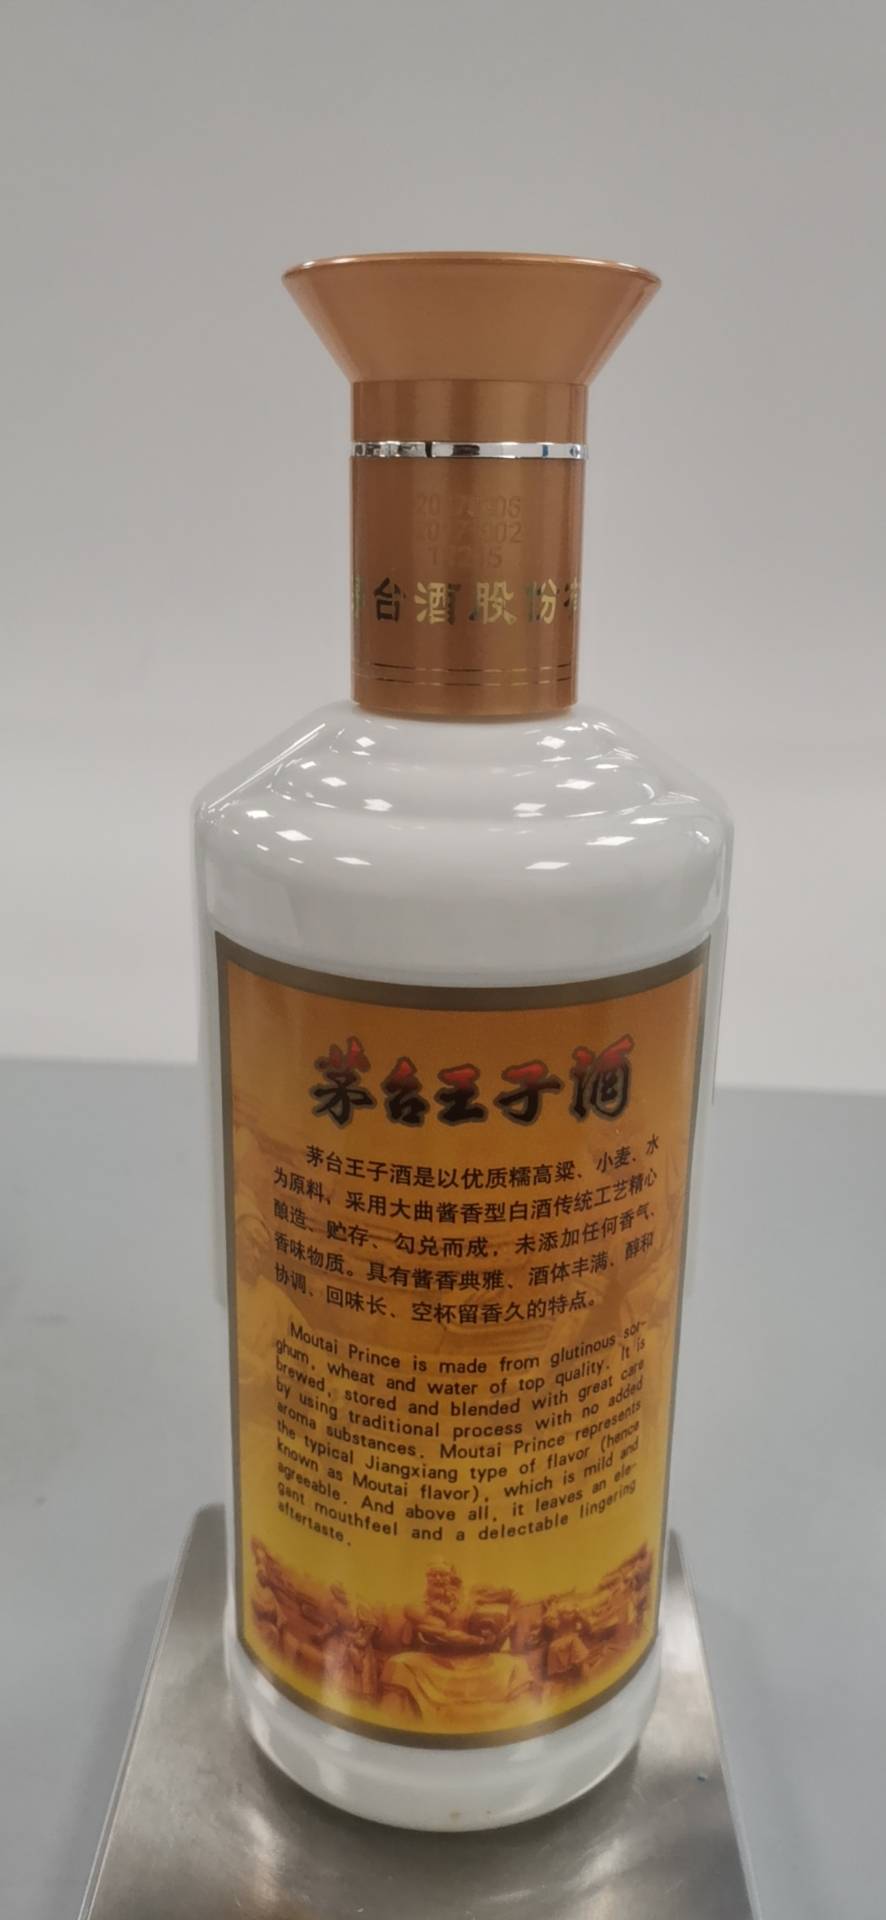 台酒股份
茅台王子酒
茅台王子酒是以优质糯高粱、小麦、水
为原料、采用大曲酱香型白酒传统工艺精心
酿造、贮存、勾兑而成，未添加任何香气、
香味物质。具有酱香典雅、酒体丰满、醇和
协调、回味长、空杯留香久的特点。
Moutai Prince is made from glutinous sor-
ghum, wheat and water of top quality. It is
brewed, stored and blended with great care
by using traditional process with no added
aroma substances. Moutai Prince represents
the typical Jiangxiang type of flavor (hence
known as Moutai flavor), which is mild and
agreeable. And above all, it leaves an ele-
gant mouthfeel and a delectable lingering
aftertaste.